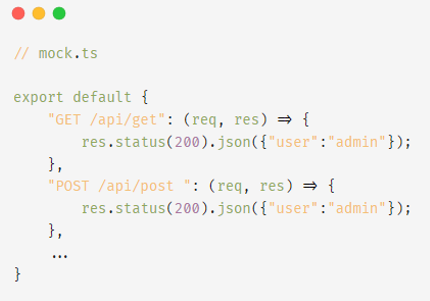 // mock.ts
export default {
    "GET /api/get": (req, res) => {
        res.status(200).json({"user":"admin"});
    },
    "POST /api/post ": (req, res) => {
        res.status(200).json({"user":"admin"});
    },
    ...
}